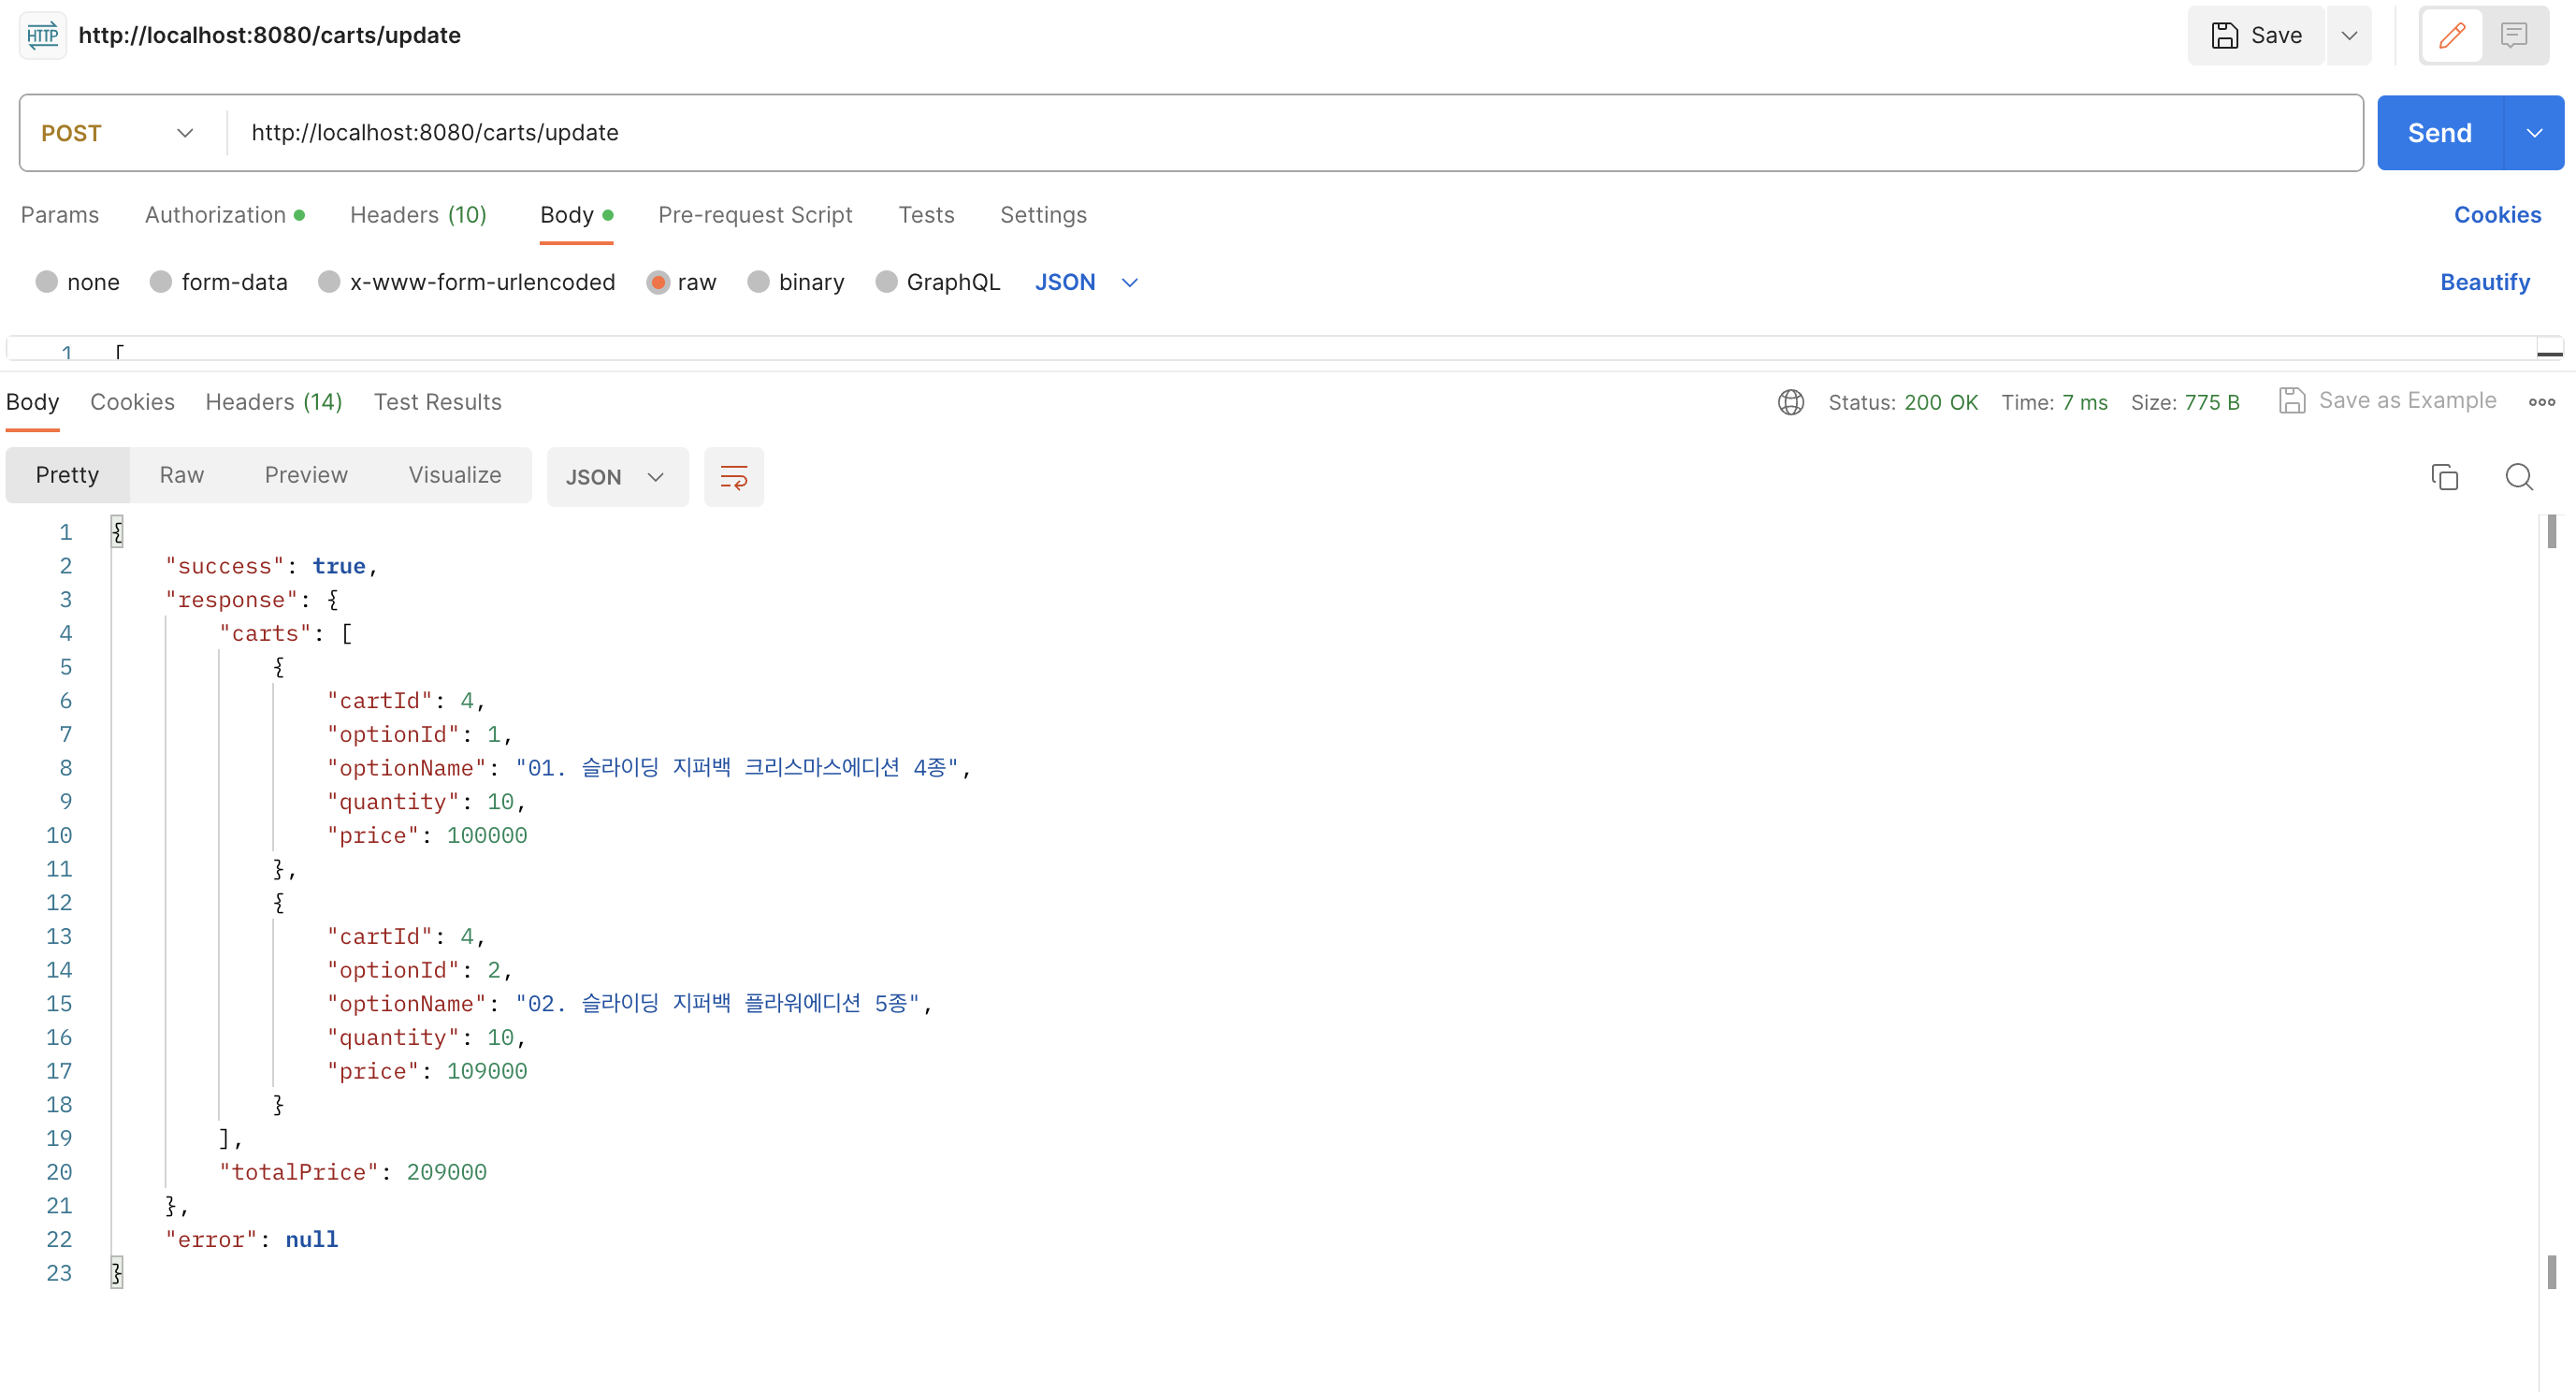 HTTP http://localhost:8080/carts/update Save
POST http://localhost:8080/carts/update Send
Params Authorization Headers (10) Body Pre-request Script Tests Settings Cookies
none form-data x-www-form-urlencoded raw binary GraphQL JSON Beautify
1 [
Body Cookies Headers (14) Test Results Status: 200 OK Time: 7 ms Size: 775 B Save as Example
Pretty Raw Preview Visualize JSON
1 {
2 "success": true,
3 "response": {
4 "carts": [
5 {
6 "cartId": 4,
7 "optionId": 1,
8 "optionName": "01. 슬라이딩 지퍼백 크리스마스에디션 4종",
9 "quantity": 10,
10 "price": 100000
11 },
12 {
13 "cartId": 4,
14 "optionId": 2,
15 "optionName": "02. 슬라이딩 지퍼백 플라워에디션 5종",
16 "quantity": 10,
17 "price": 109000
18 }
19 ],
20 "totalPrice": 209000
21 },
22 "error": null
23 }